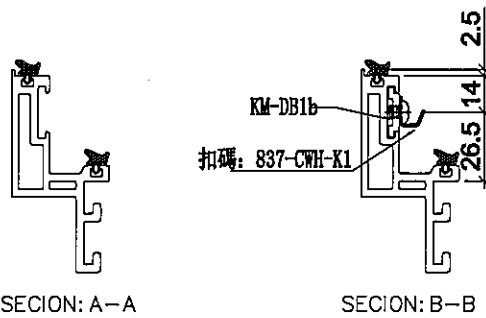 2.5
14
26.5
KM-DB1b
扣碼: 837-CWH-K1
SECION: A-A
SECION: B-B